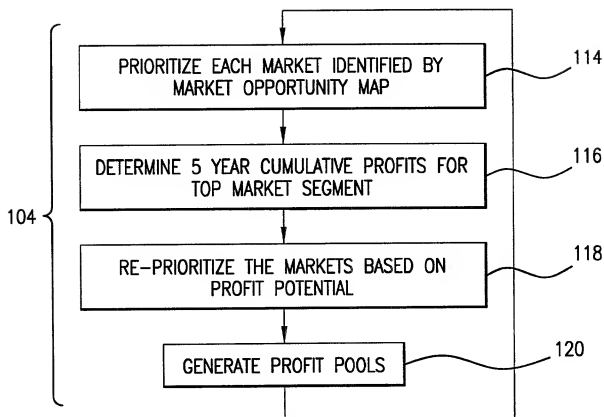 PRIORITIZE EACH MARKET IDENTIFIED BY
MARKET OPPORTUNITY MAP
114
DETERMINE 5 YEAR CUMULATIVE PROFITS FOR
TOP MARKET SEGMENT
116
104
RE-PRIORITIZE THE MARKETS BASED ON
PROFIT POTENTIAL
118
GENERATE PROFIT POOLS
120